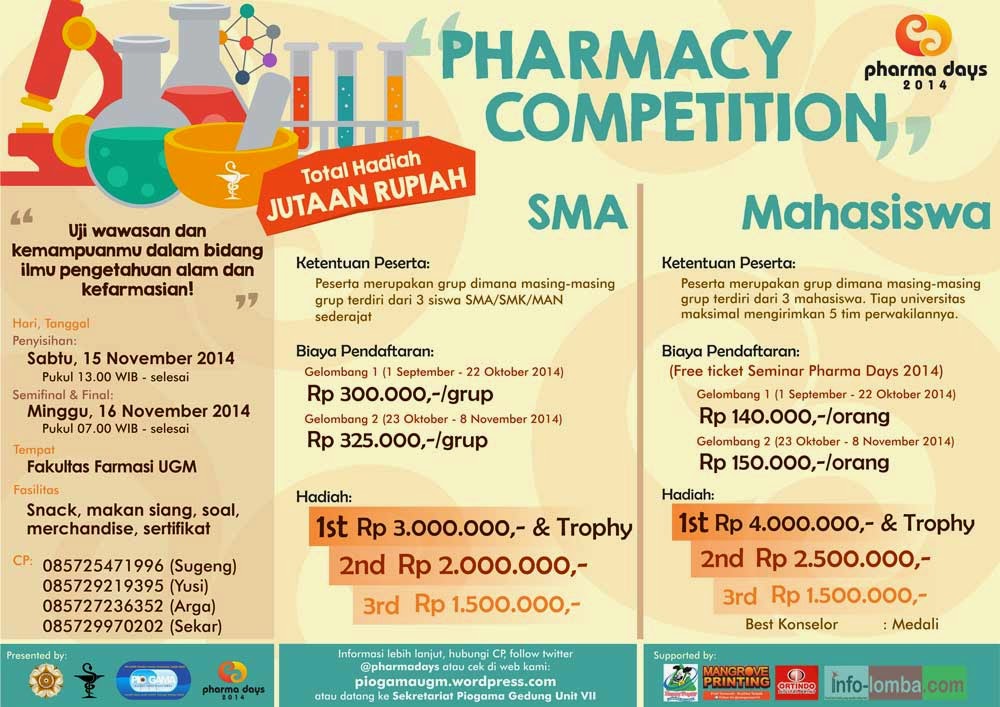 “PHARMACY
COMPETITION”
pharma days
2014
Total Hadiah
JUTAAN RUPIAH
“
Uji wawasan dan
kemampuanmu dalam bidang
ilmu pengetahuan alam dan
kefarmasian!
”
Hari, Tanggal
Penyisihan:
Sabtu, 15 November 2014
Pukul 13.00 WIB - selesai
Semifinal & Final:
Minggu, 16 November 2014
Pukul 07.00 WIB - selesai
Tempat
Fakultas Farmasi UGM
Fasilitas
Snack, makan siang, soal,
merchandise, sertifikat
CP: 085725471996 (Sugeng)
085729219395 (Yusi)
085727236352 (Arga)
085729970202 (Sekar)
SMA
Ketentuan Peserta:
Peserta merupakan grup dimana masing-masing
grup terdiri dari 3 siswa SMA/SMK/MAN
sederajat
Biaya Pendaftaran:
Gelombang 1 (1 September - 22 Oktober 2014)
Rp 300.000,-/grup
Gelombang 2 (23 Oktober - 8 November 2014)
Rp 325.000,-/grup
Hadiah:
1st Rp 3.000.000,- & Trophy
2nd Rp 2.000.000,-
3rd Rp 1.500.000,-
Mahasiswa
Ketentuan Peserta:
Peserta merupakan grup dimana masing-masing
grup terdiri dari 3 mahasiswa. Tiap universitas
maksimal mengirimkan 5 tim perwakilannya.
Biaya Pendaftaran:
(Free ticket Seminar Pharma Days 2014)
Gelombang 1 (1 September - 22 Oktober 2014)
Rp 140.000,-/orang
Gelombang 2 (23 Oktober - 8 November 2014)
Rp 150.000,-/orang
Hadiah:
1st Rp 4.000.000,- & Trophy
2nd Rp 2.500.000,-
3rd Rp 1.500.000,-
Best Konselor : Medali
Presented by:
PIOGAMA
pharma days
2014
Informasi lebih lanjut, hubungi CP, follow twitter
@pharmadays atau cek di web kami:
piogamaugm.wordpress.com
atau datang ke Sekretariat Piogama Gedung Unit VII
Supported by:
MANGROVE
PRINTING
ORTINDO
info-lomba.com